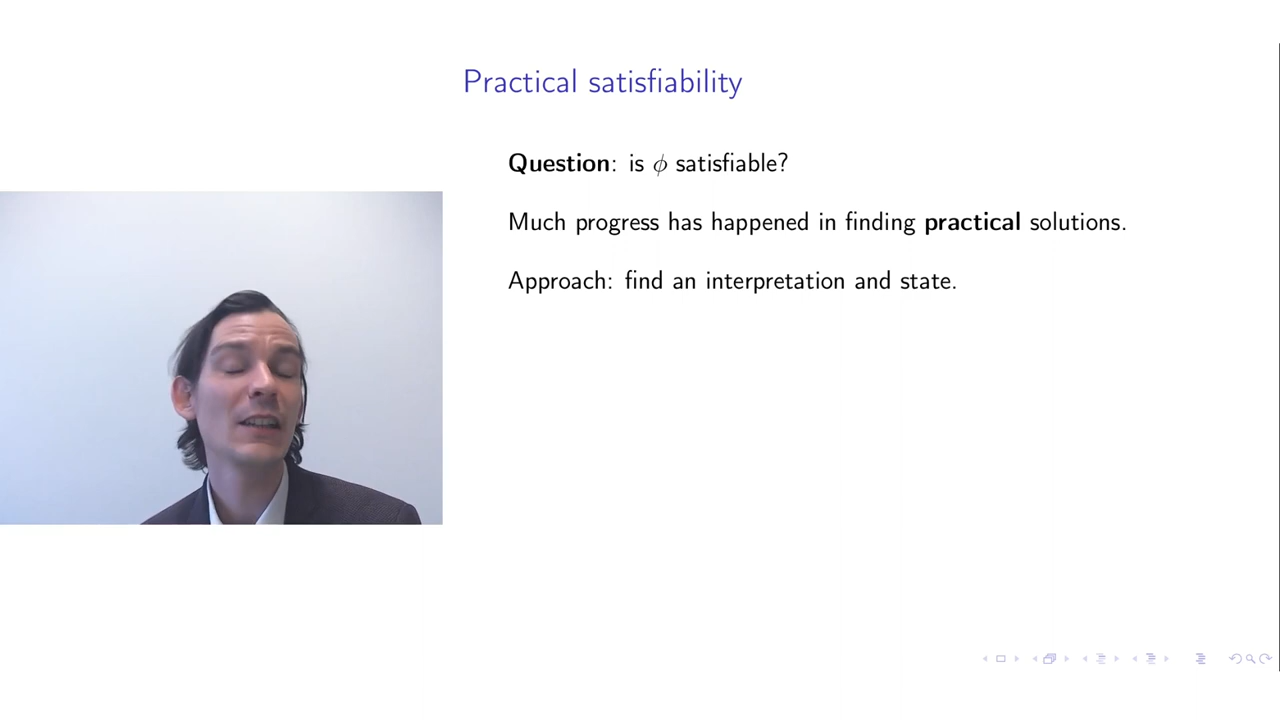 Practical satisfiability
Question: is ϕ satisfiable?
Much progress has happened in finding practical solutions.
Approach: find an interpretation and state.